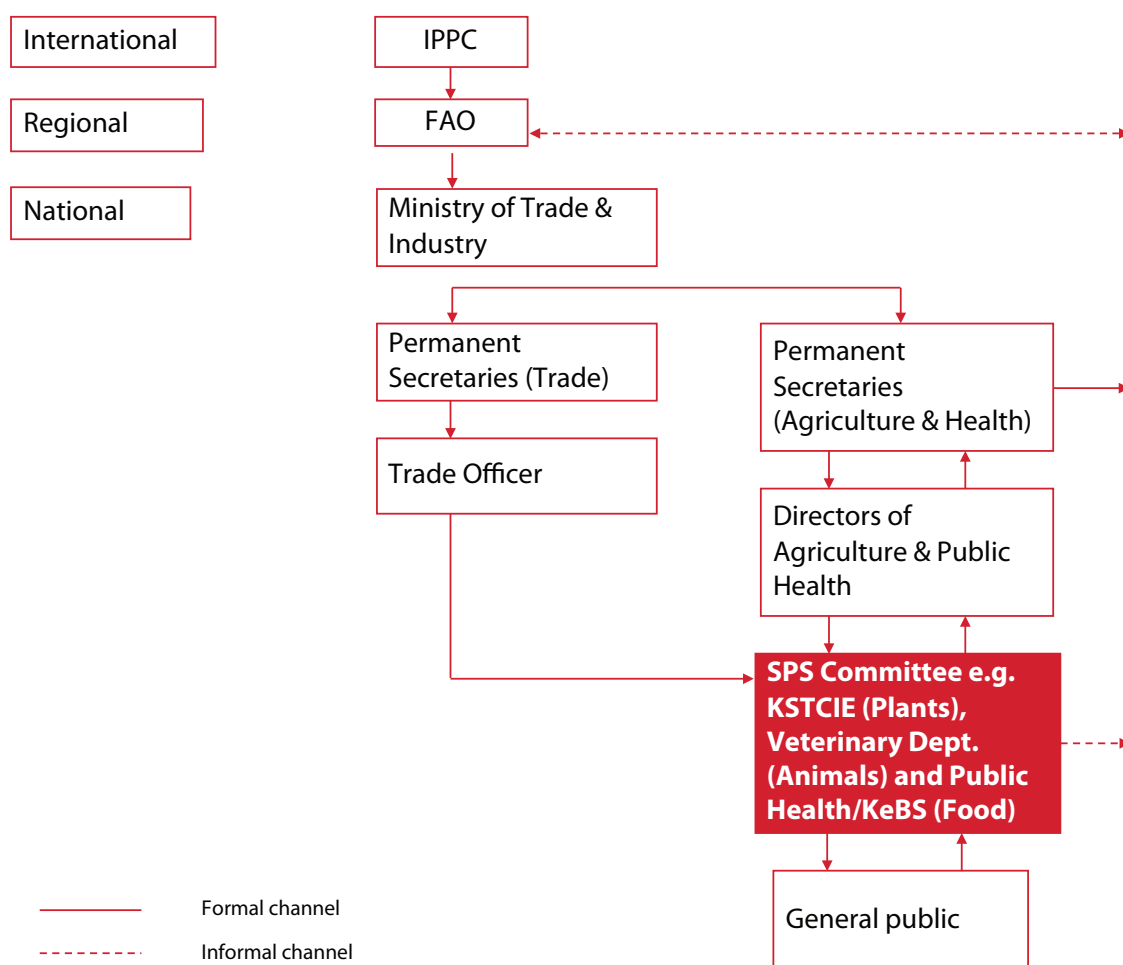 International
IPPC
Regional
FAO
National
Ministry of Trade &
Industry
Permanent
Secretaries (Trade)
Permanent
Secretaries
(Agriculture & Health)
Trade Officer
Directors of
Agriculture & Public
Health
SPS Committee e.g.
KSTCIE (Plants),
Veterinary Dept.
(Animals) and Public
Health/KeBS (Food)
General public
Formal channel
Informal channel